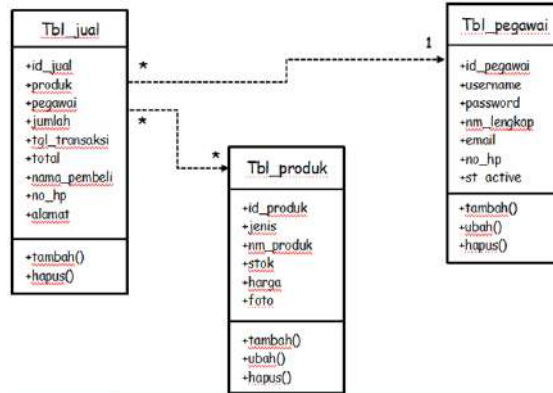 Tbl_jual
+id_jual
+produk
+pegawai
+jumlah
+tgl_transaksi
+total
+nama_pembeli
+no_hp
+alamat
+tambah()
+hapus()
*
*
*
1
Tbl_produk
+id_produk
+jenis
+nm_produk
+stok
+harga
+foto
+tambah()
+ubah()
+hapus()
Tbl_pegawai
+id_pegawai
+username
+password
+nm_lengkap
+email
+no_hp
+st_active
+tambah()
+ubah()
+hapus()